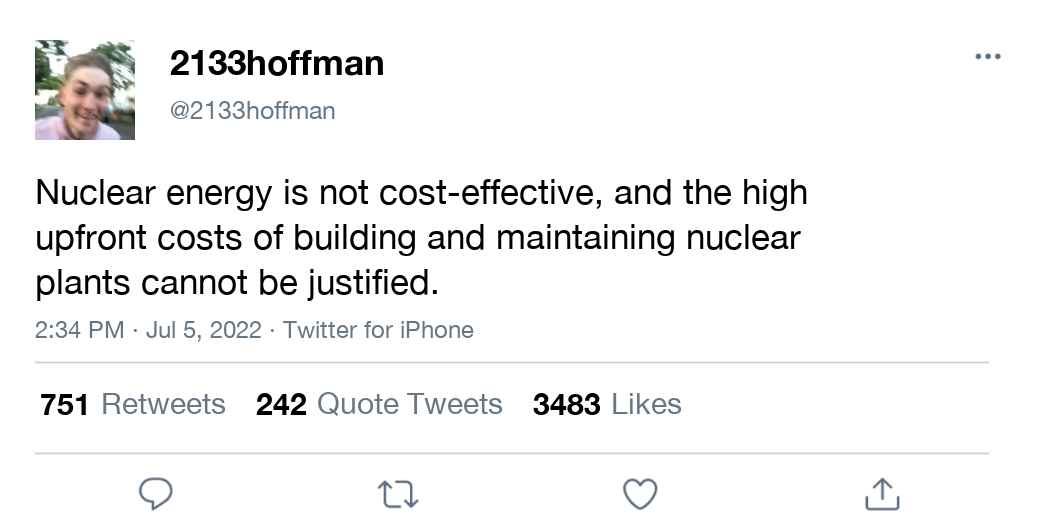 2133hoffman
@2133hoffman
Nuclear energy is not cost-effective, and the high
upfront costs of building and maintaining nuclear
plants cannot be justified.
2:34 PM · Jul 5, 2022 · Twitter for iPhone
751 Retweets 242 Quote Tweets 3483 Likes